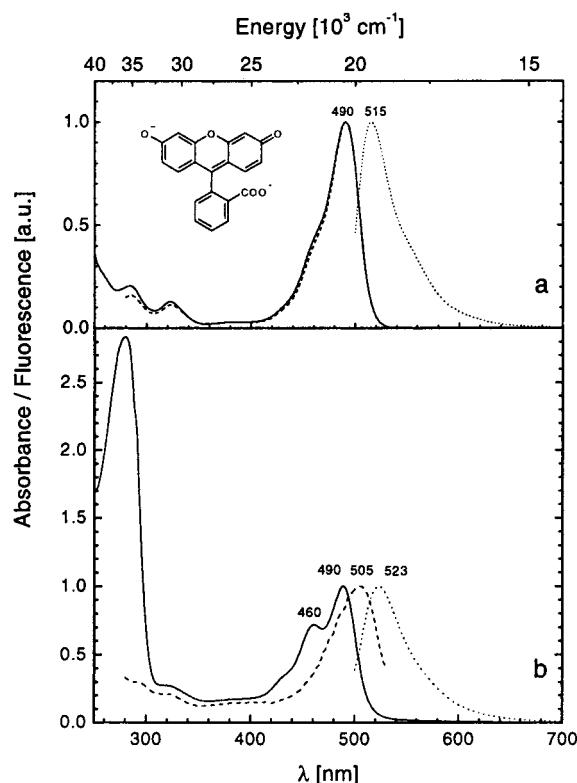 Energy [10³ cm⁻¹]
40 35 30 25 20 15
490 515
1.0
0.5
0.0
O⁻ O O
COO⁻
a
Absorbance / Fluorescence [a.u.]
2.5
2.0
1.5
1.0
0.5
0.0
490 505 523
460
b
300 400 500 600 700
λ [nm]